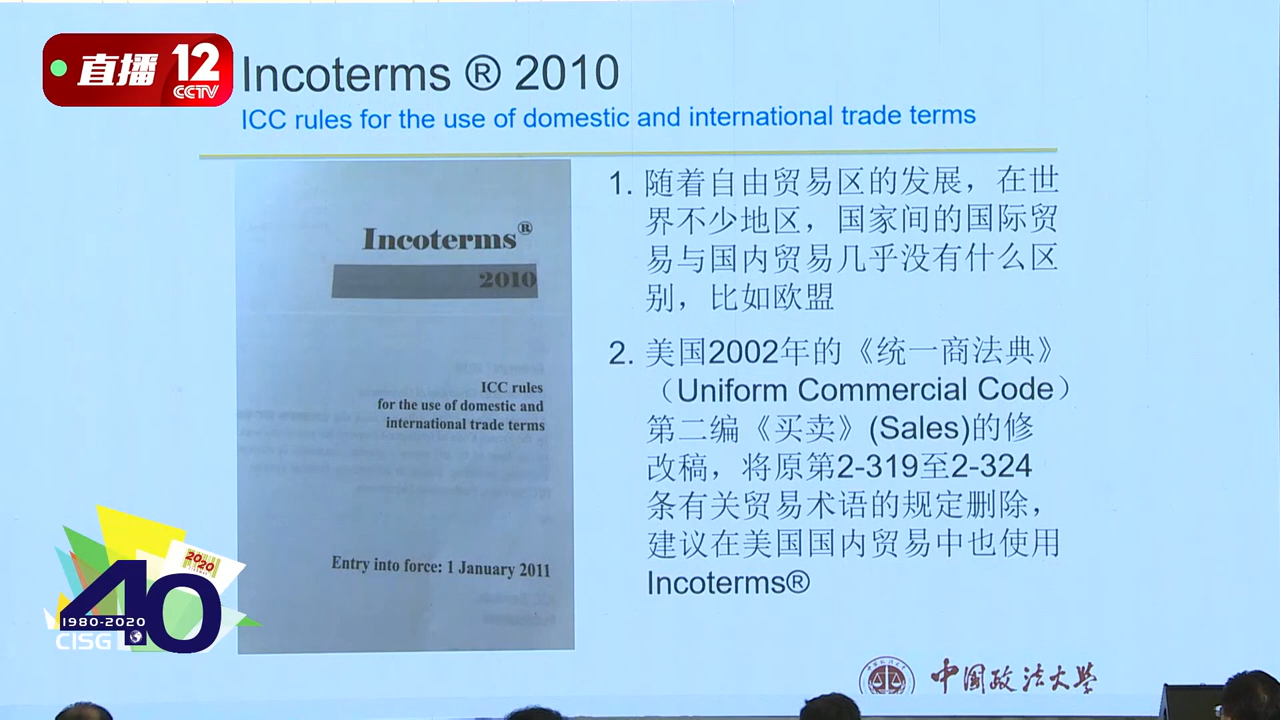 直播 12
CCTV
Incoterms ® 2010
ICC rules for the use of domestic and international trade terms
Incoterms®
2010
ICC rules
for the use of domestic and
international trade terms
Entry into force: 1 January 2011
1. 随着自由贸易区的发展，在世
界不少地区，国家间的国际贸
易与国内贸易几乎没有什么区
别，比如欧盟
2. 美国2002年的《统一商法典》
（Uniform Commercial Code）
第二编《买卖》(Sales)的修
改稿，将原第2-319至2-324
条有关贸易术语的规定删除，
建议在美国国内贸易中也使用
Incoterms®
2020
40
1980-2020
CISG
中国政法大学